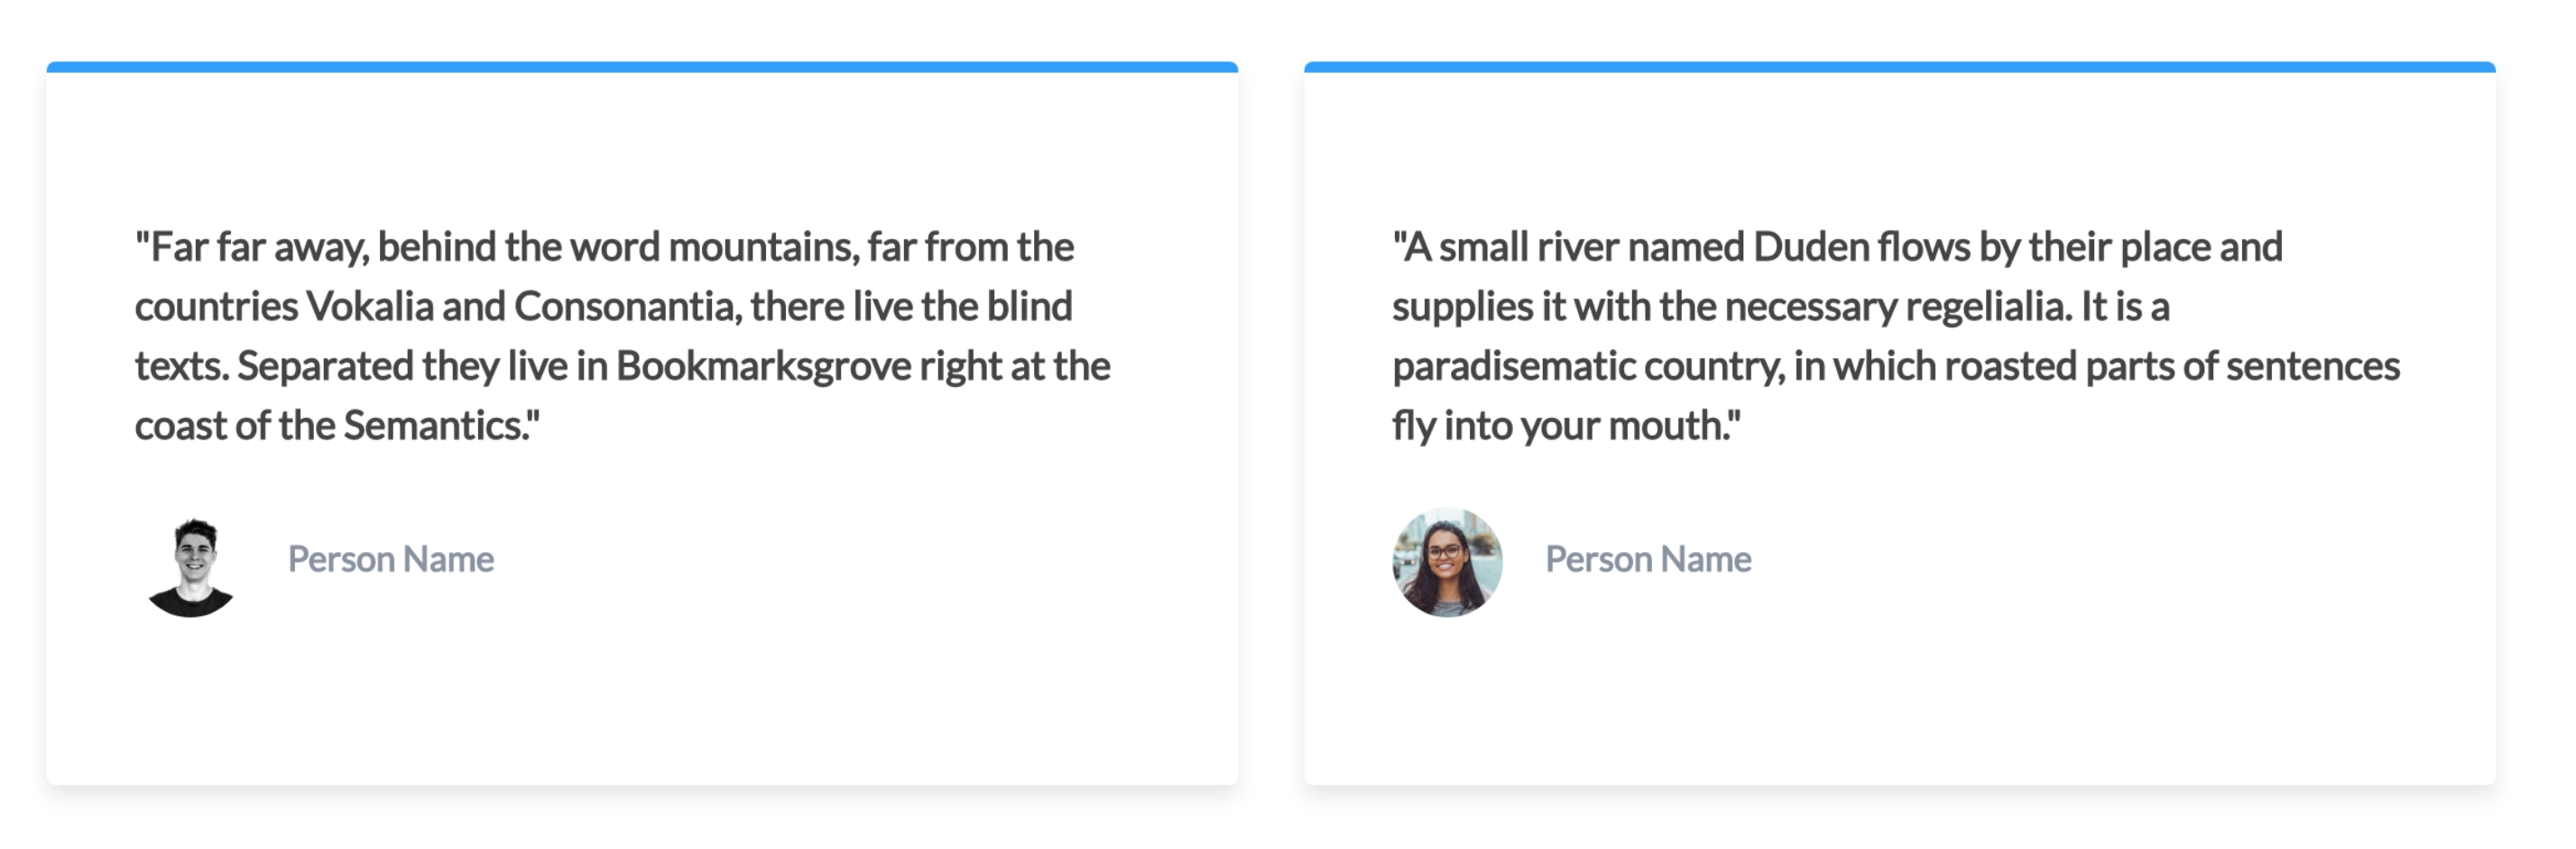 "Far far away, behind the word mountains, far from the
countries Vokalia and Consonantia, there live the blind
texts. Separated they live in Bookmarksgrove right at the
coast of the Semantics."
Person Name
"A small river named Duden flows by their place and
supplies it with the necessary regelialia. It is a
paradisematic country, in which roasted parts of sentences
fly into your mouth."
Person Name